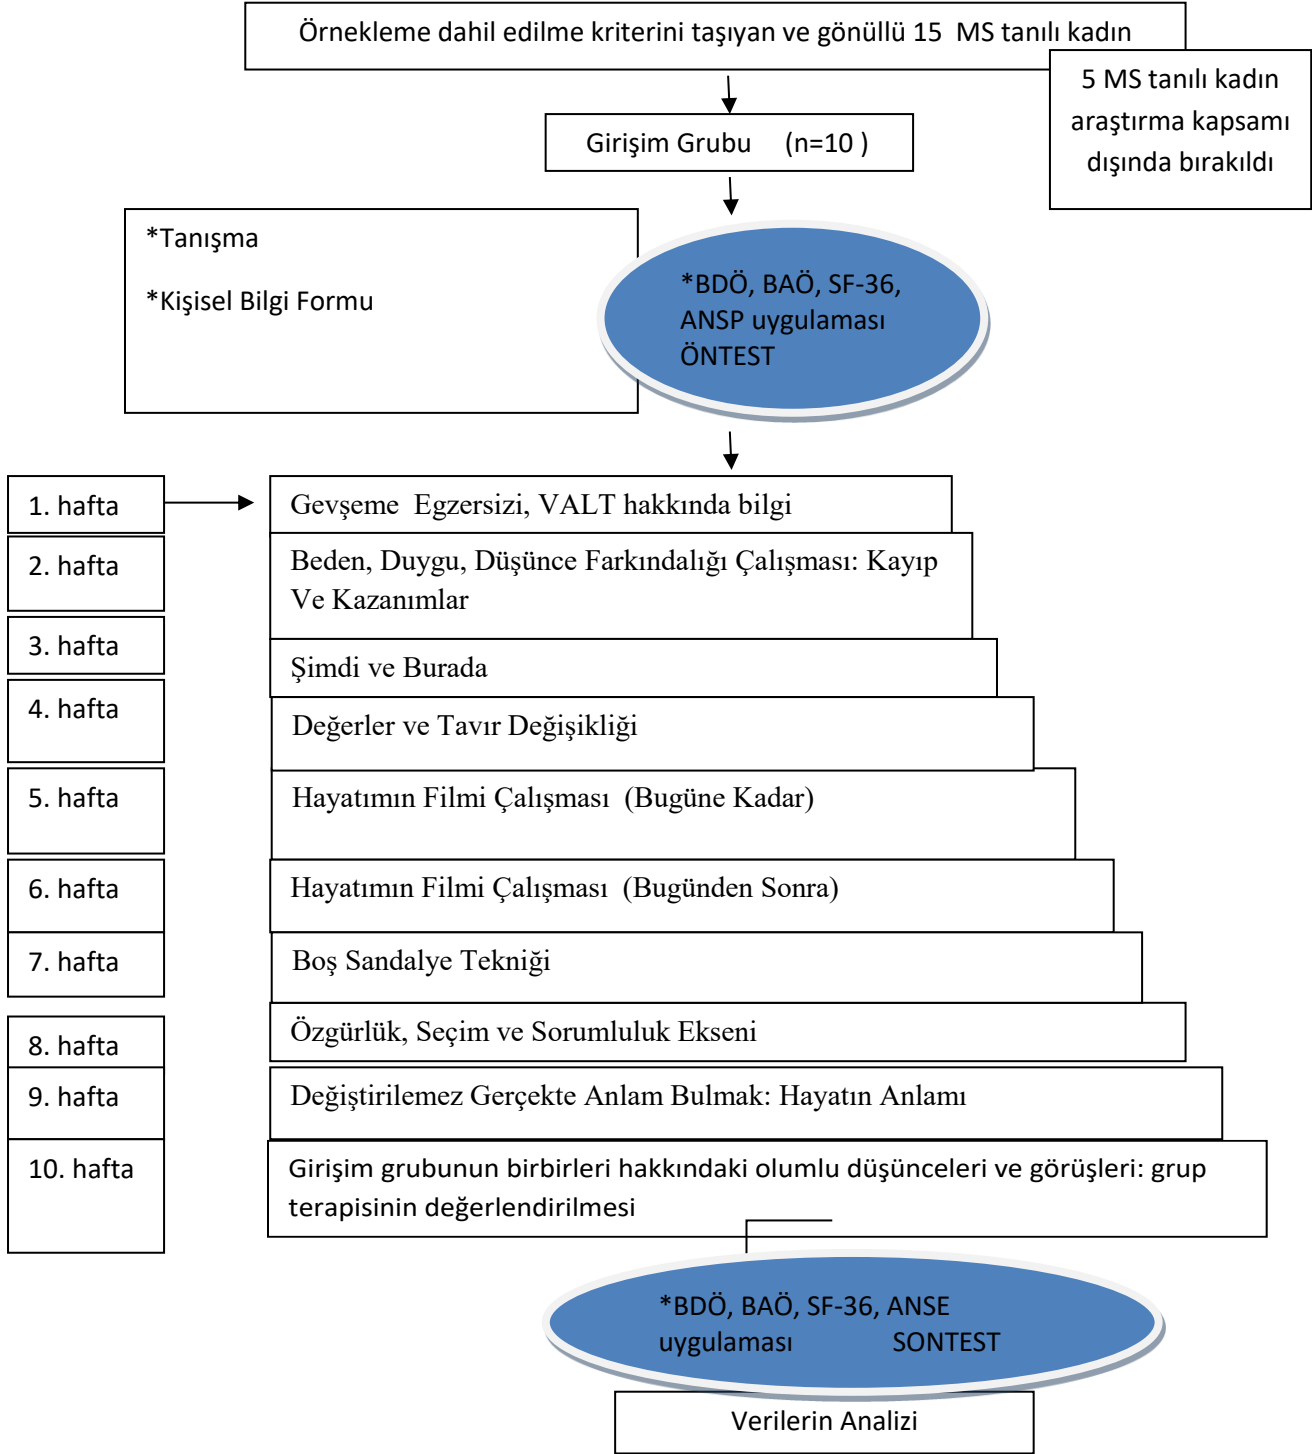 Örnekleme dahil edilme kriterini taşıyan ve gönüllü 15 MS tanılı kadın
5 MS tanılı kadın
araştırma kapsamı
dışında bırakıldı
Girişim Grubu (n=10 )
*Tanışma
*Kişisel Bilgi Formu
*BDÖ, BAÖ, SF-36,
ANSP uygulaması
ÖNTEST
1. hafta
Gevşeme Egzersizi, VALT hakkında bilgi
2. hafta
Beden, Duygu, Düşünce Farkındalığı Çalışması: Kayıp
Ve Kazanımlar
3. hafta
Şimdi ve Burada
4. hafta
Değerler ve Tavır Değişikliği
5. hafta
Hayatımın Filmi Çalışması (Bugüne Kadar)
6. hafta
Hayatımın Filmi Çalışması (Bugünden Sonra)
7. hafta
Boş Sandalye Tekniği
8. hafta
Özgürlük, Seçim ve Sorumluluk Ekseni
9. hafta
Değiştirilemez Gerçekte Anlam Bulmak: Hayatın Anlamı
10. hafta
Girişim grubunun birbirleri hakkındaki olumlu düşünceleri ve görüşleri: grup
terapisinin değerlendirilmesi
*BDÖ, BAÖ, SF-36, ANSE
uygulaması SONTEST
Verilerin Analizi